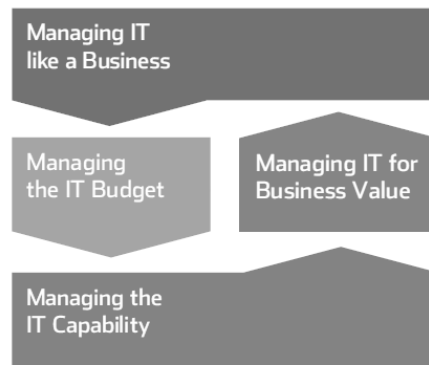 Managing IT
like a Business
Managing
the IT Budget
Managing IT for
Business Value
Managing the
IT Capability